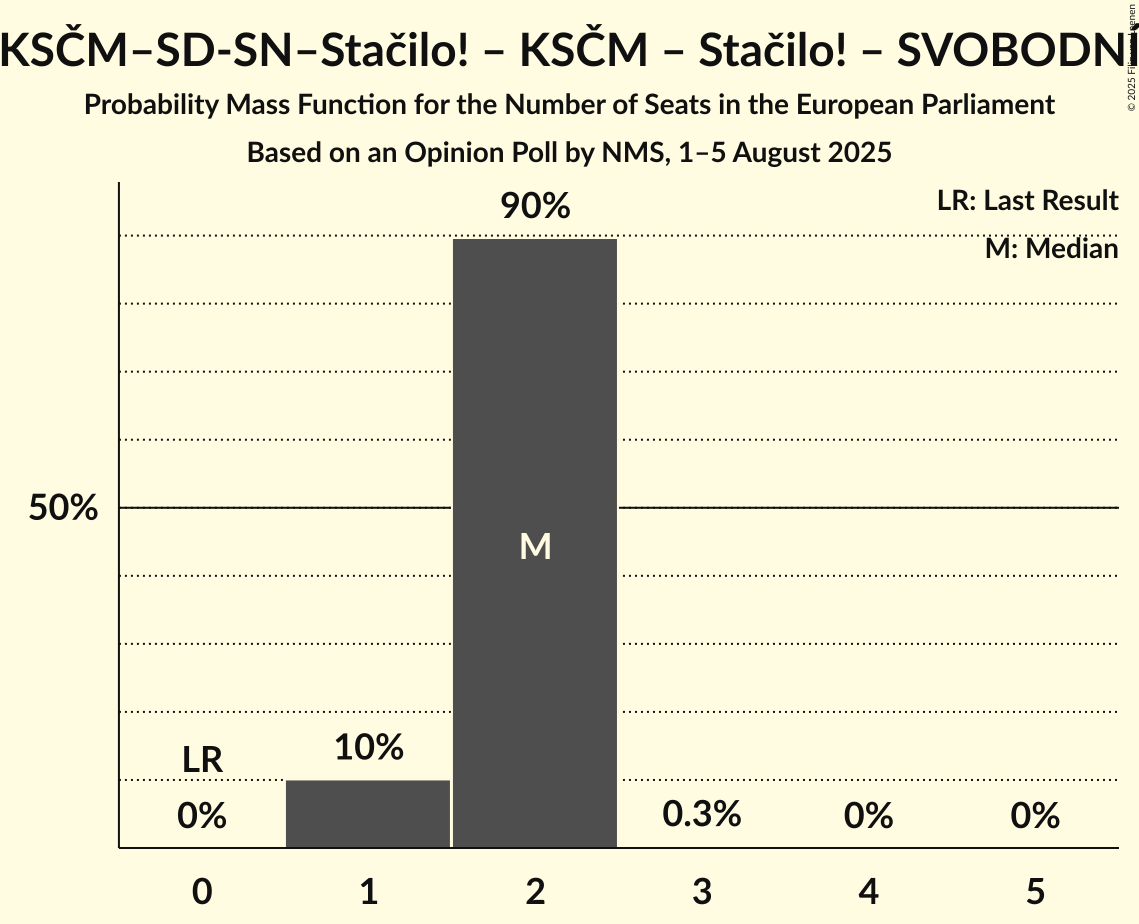 KSČM–SD-SN–Stačilo! – KSČM – Stačilo! – SVOBODNÍ
Probability Mass Function for the Number of Seats in the European Parliament
Based on an Opinion Poll by NMS, 1–5 August 2025
© 2025
LR: Last Result
M: Median
90%
50%
M
LR
10%
0%
0.3%
0%
0%
0 1 2 3 4 5